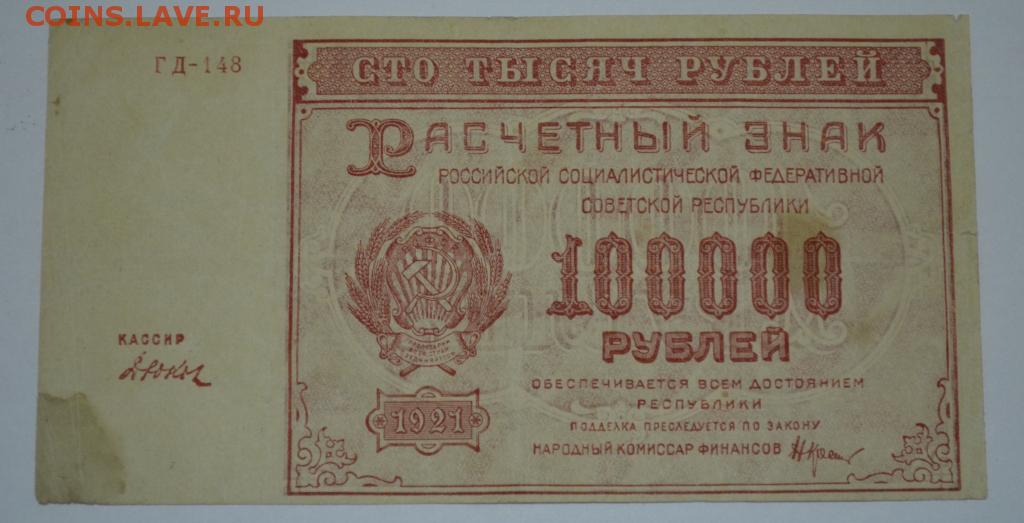 COINS.LAVE.RU
ГД-148
СТО ТЫСЯЧ РУБЛЕЙ
РАСЧЕТНЫЙ ЗНАК
РОССИЙСКОЙ СОЦИАЛИСТИЧЕСКОЙ ФЕДЕРАТИВНОЙ
СОВЕТСКОЙ РЕСПУБЛИКИ
100000
РУБЛЕЙ
КАССИР
1921
ОБЕСПЕЧИВАЕТСЯ ВСЕМ ДОСТОЯНИЕМ
РЕСПУБЛИКИ
ПОДДЕЛКА ПРЕСЛЕДУЕТСЯ ПО ЗАКОНУ
НАРОДНЫЙ КОМИССАР ФИНАНСОВ